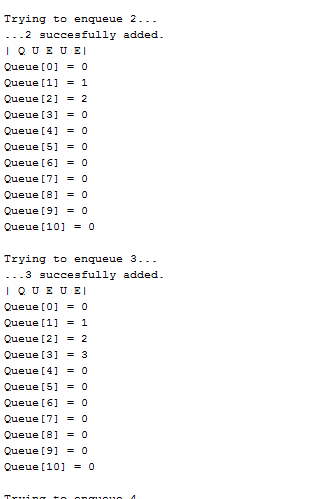 Trying to enqueue 2...
...2 succesfully added.
| Q U E U E|
Queue[0] = 0
Queue[1] = 1
Queue[2] = 2
Queue[3] = 0
Queue[4] = 0
Queue[5] = 0
Queue[6] = 0
Queue[7] = 0
Queue[8] = 0
Queue[9] = 0
Queue[10] = 0
Trying to enqueue 3...
...3 succesfully added.
| Q U E U E|
Queue[0] = 0
Queue[1] = 1
Queue[2] = 2
Queue[3] = 3
Queue[4] = 0
Queue[5] = 0
Queue[6] = 0
Queue[7] = 0
Queue[8] = 0
Queue[9] = 0
Queue[10] = 0
Trying to enqueue 4